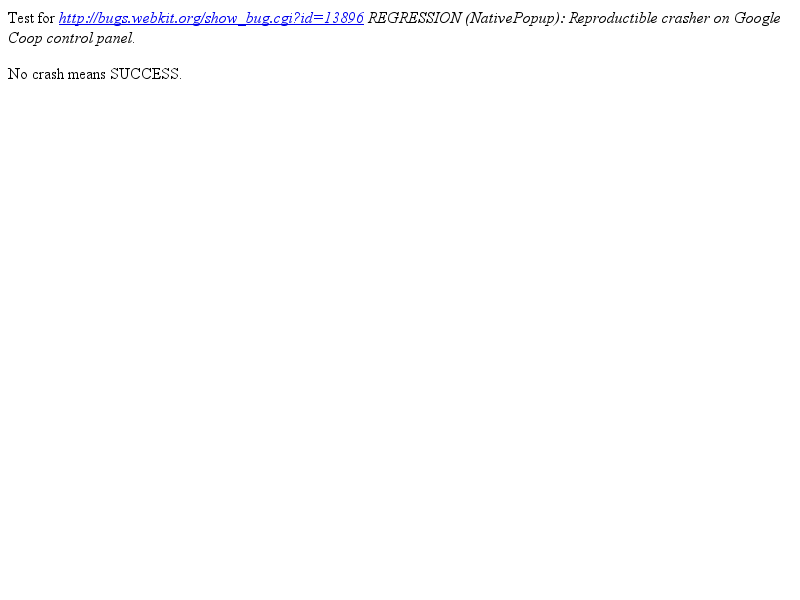 Test for http://bugs.webkit.org/show_bug.cgi?id=13896 REGRESSION (NativePopup): Reproducible crasher on Google
Coop control panel.
No crash means SUCCESS.